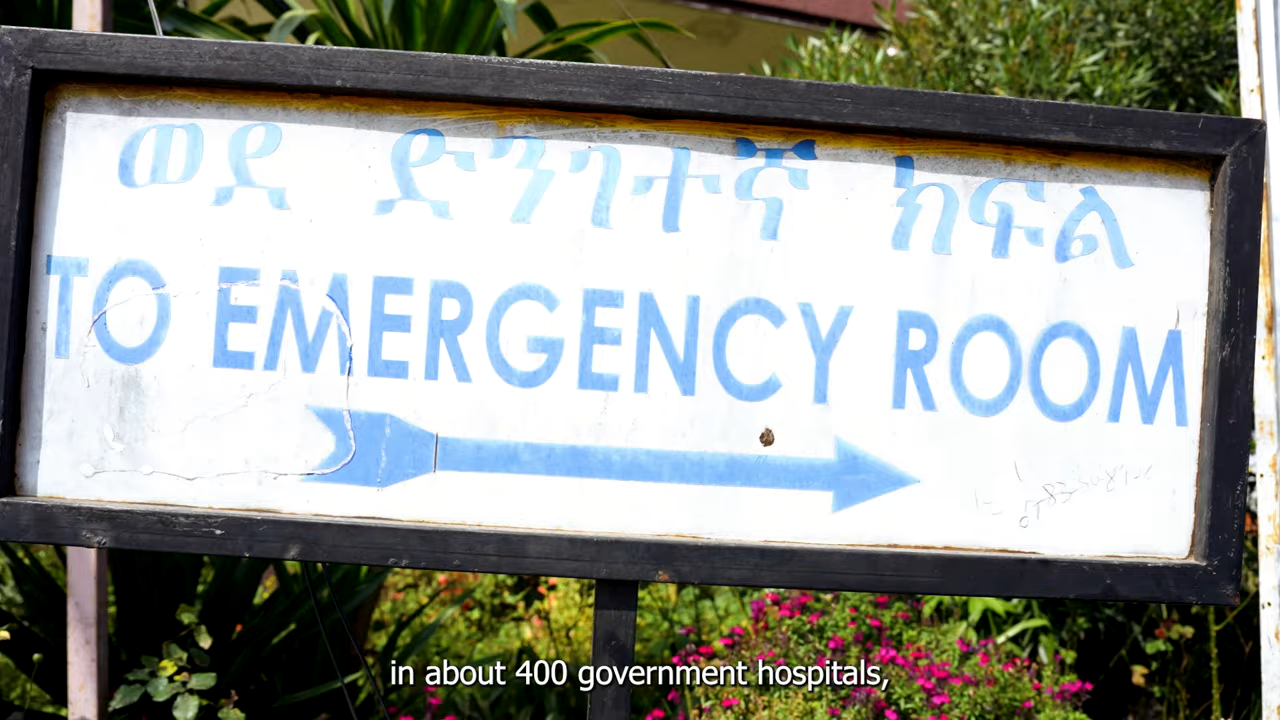 ወደ ድንገተኛ ክፍል
TO EMERGENCY ROOM
in about 400 government hospitals,